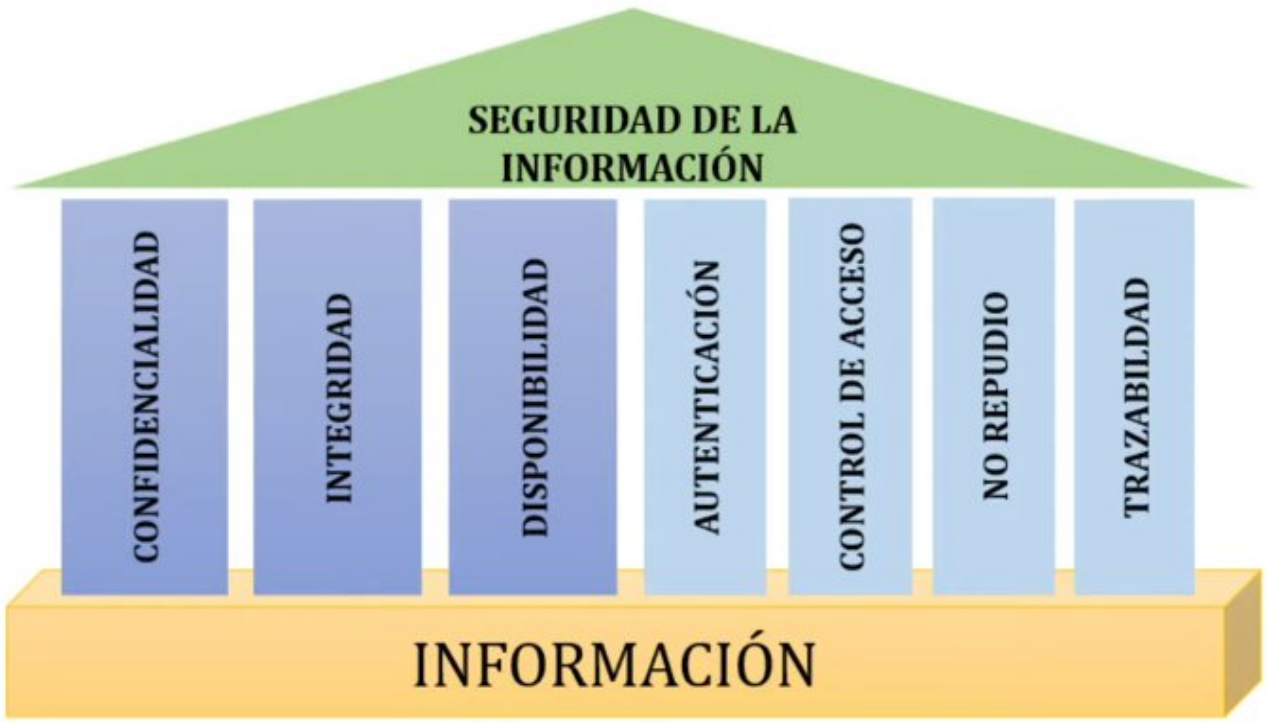 SEGURIDAD DE LA
INFORMACIÓN
CONFIDENCIALIDAD
INTEGRIDAD
DISPONIBILIDAD
AUTENTICACIÓN
CONTROL DE ACCESO
NO REPUDIO
TRAZABILDAD
INFORMACIÓN